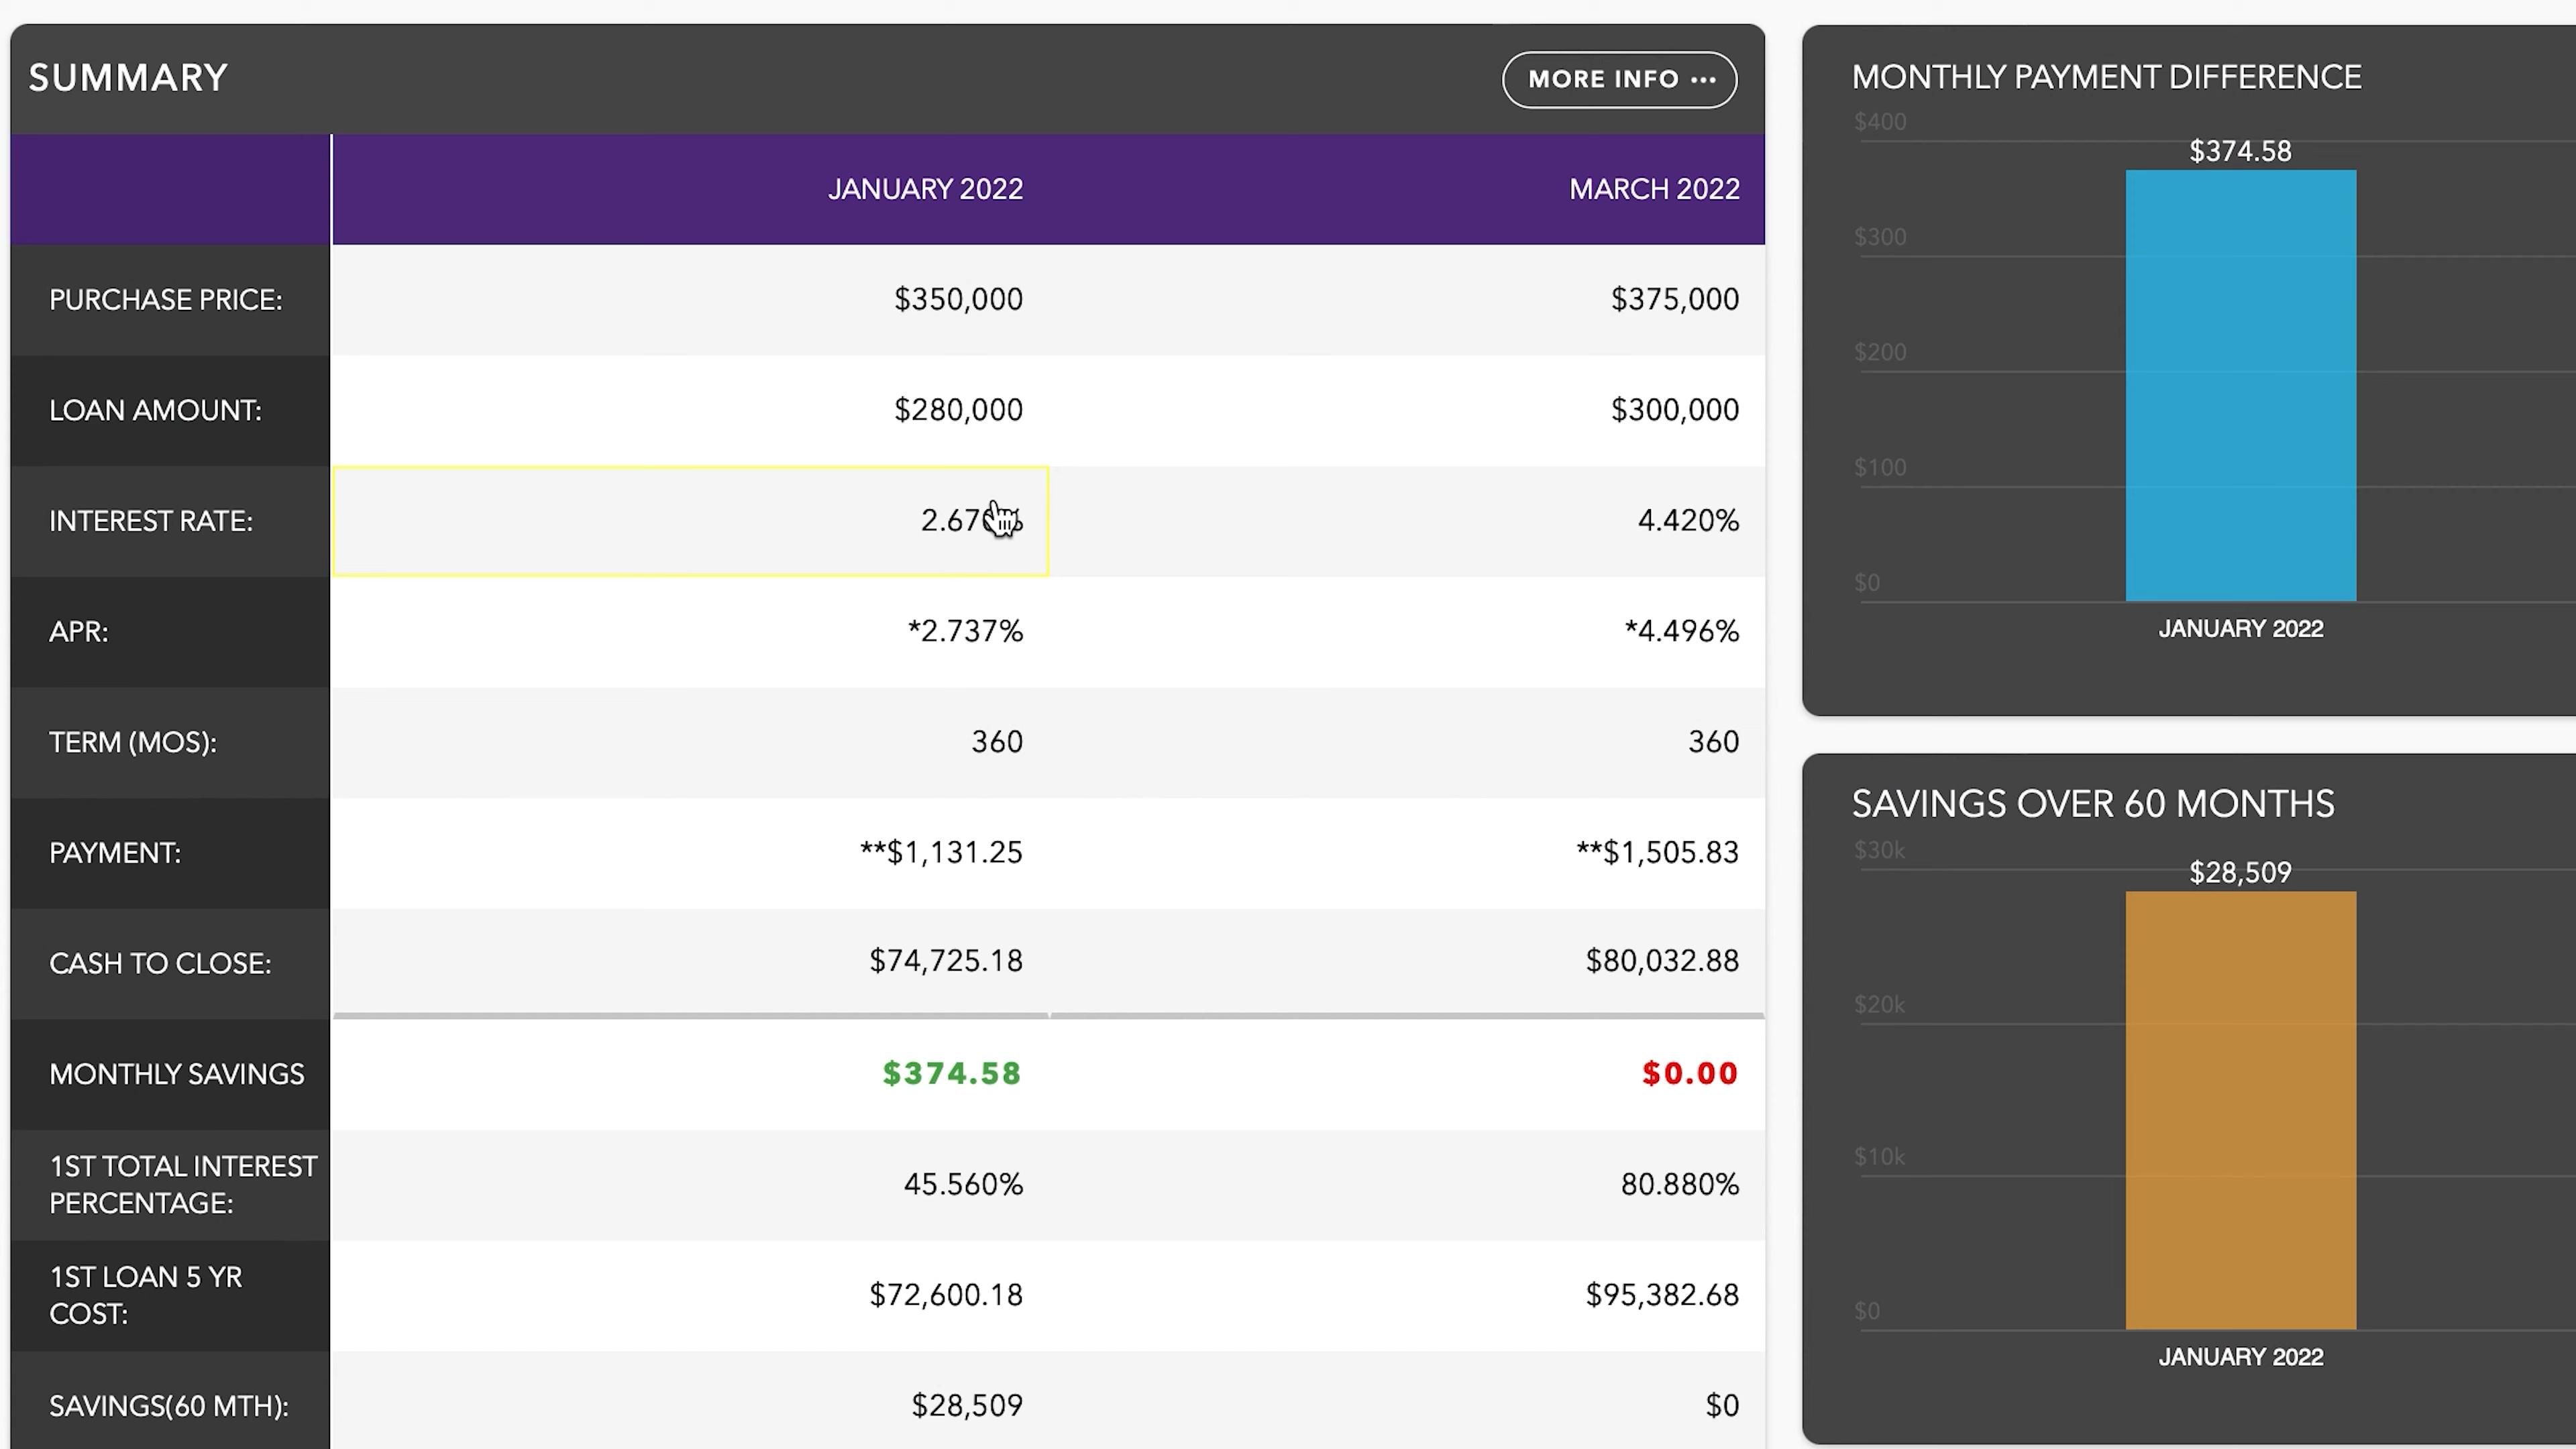 SUMMARY
MORE INFO •••
JANUARY 2022 MARCH 2022
PURCHASE PRICE: $350,000 $375,000
LOAN AMOUNT: $280,000 $300,000
INTEREST RATE: 4.420%
APR: *2.737% *4.496%
TERM (MOS): 360 360
PAYMENT: **$1,131.25 **$1,505.83
CASH TO CLOSE: $74,725.18 $80,032.88
MONTHLY SAVINGS $374.58 $0.00
1ST TOTAL INTEREST
PERCENTAGE: 45.560% 80.880%
1ST LOAN 5 YR
COST: $72,600.18 $95,382.68
SAVINGS(60 MTH): $28,509 $0
MONTHLY PAYMENT DIFFERENCE
$400
$374.58
$300
$200
$100
$0
JANUARY 2022
SAVINGS OVER 60 MONTHS
$30k
$28,509
$20k
$10k
$0
JANUARY 2022